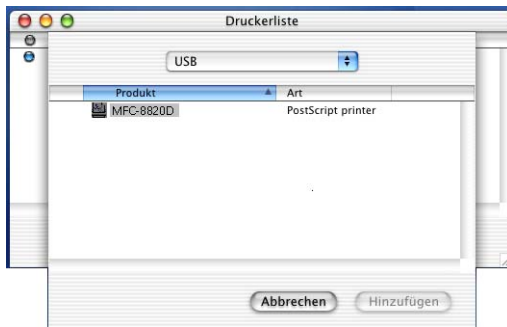 Druckerliste
USB
Produkt Art
MFC-8820D PostScript printer
Abbrechen Hinzufügen